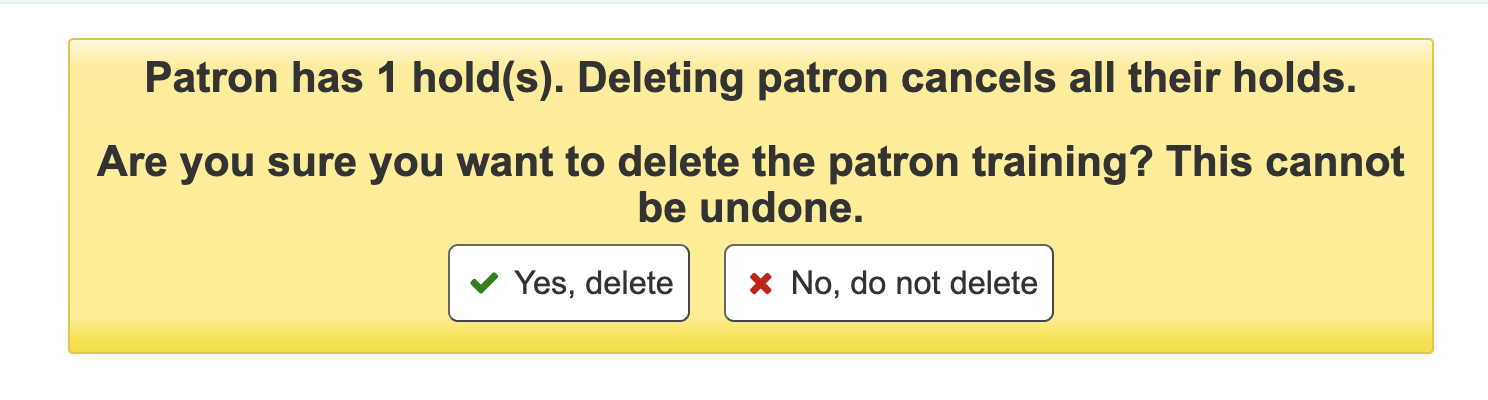 Patron has 1 hold(s). Deleting patron cancels all their holds.
Are you sure you want to delete the patron training? This cannot
be undone.
Yes, delete
No, do not delete